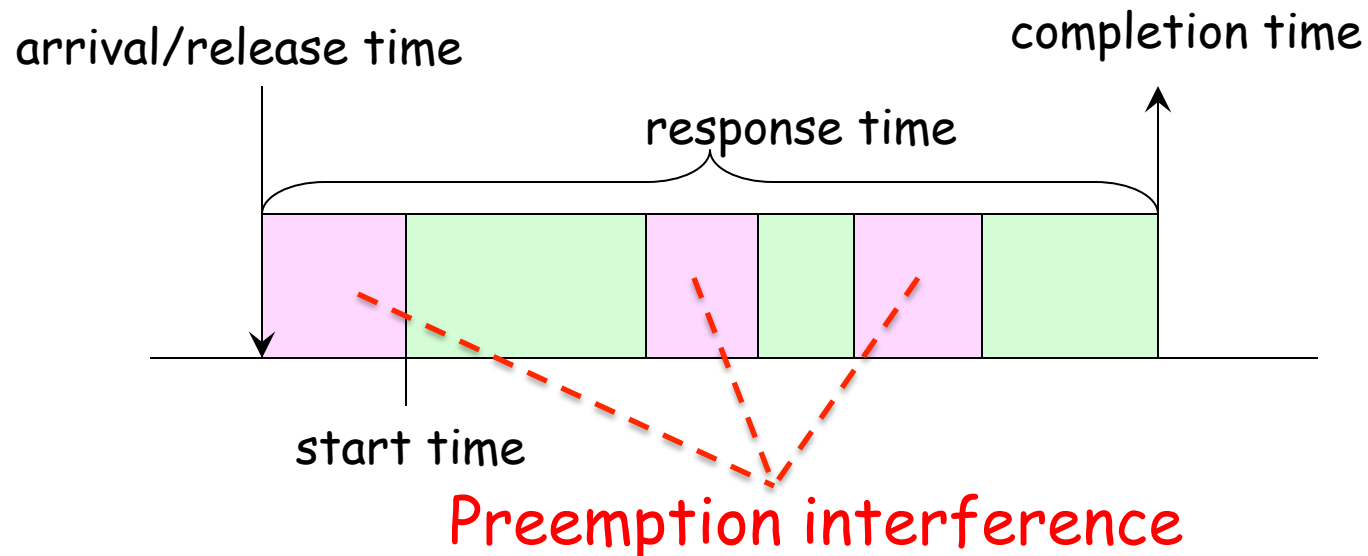 arrival/release time
completion time
response time
start time
Preemption interference